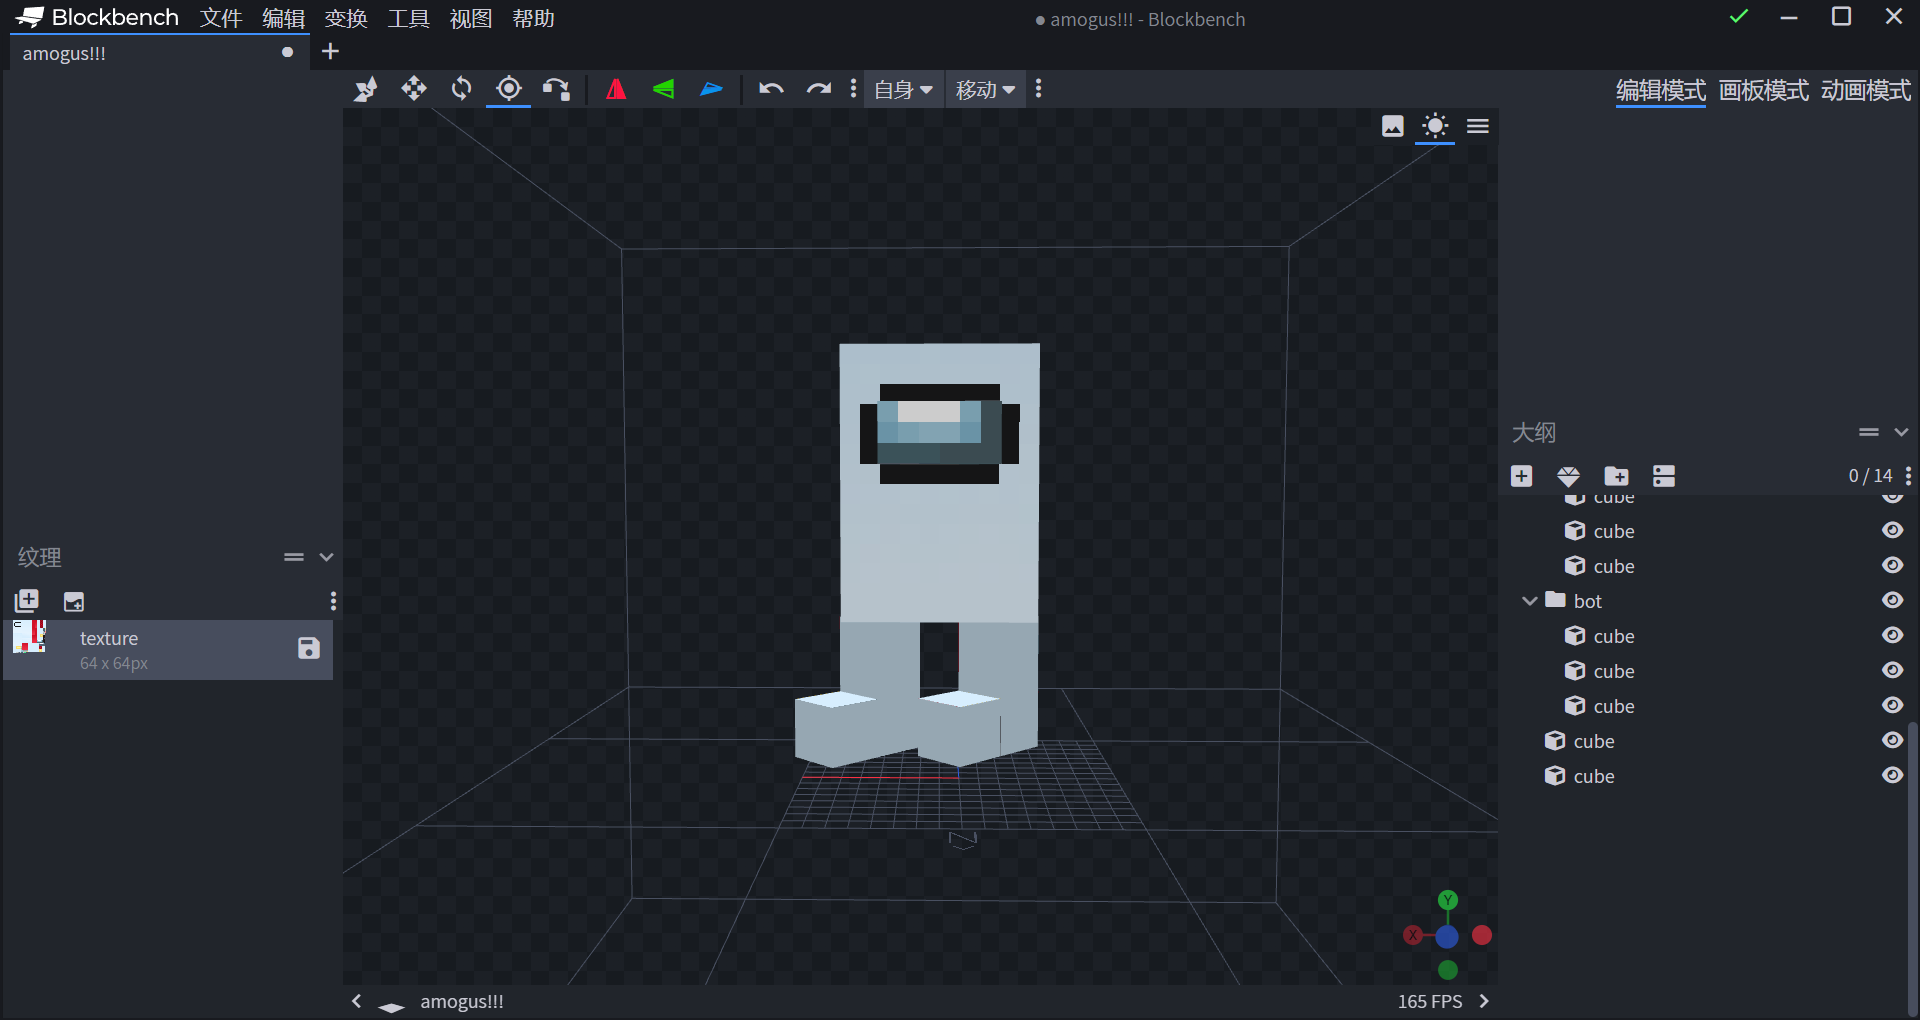 Blockbench 文件 编辑 变换 工具 视图 帮助
● amogus!!! - Blockbench
amogus!!!
自身 移动
编辑模式 画板模式 动画模式
大纲
0 / 14
cube
cube
cube
bot
cube
cube
cube
cube
cube
纹理
texture
64 x 64px
Y
X
amogus!!!
165 FPS